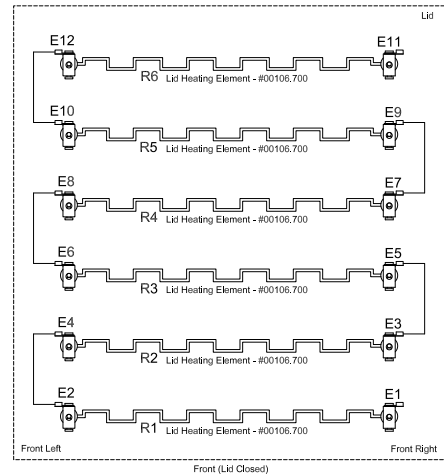 Lid
E12 E11
R6 Lid Heating Element - #00106.700
E10 E9
R5 Lid Heating Element - #00106.700
E8 E7
R4 Lid Heating Element - #00106.700
E6 E5
R3 Lid Heating Element - #00106.700
E4 E3
R2 Lid Heating Element - #00106.700
E2 E1
R1 Lid Heating Element - #00106.700
Front Left Front Right
Front (Lid Closed)